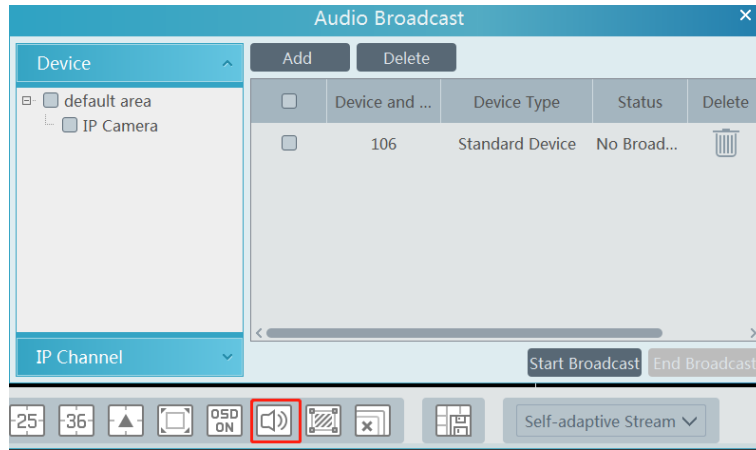 Audio Broadcast
Device
Add
Delete
default area
IP Camera
Device and ...
Device Type
Status
Delete
106
Standard Device
No Broad...
IP Channel
Start Broadcast
End Broadcast
25
36
OSD
ON
Self-adaptive Stream